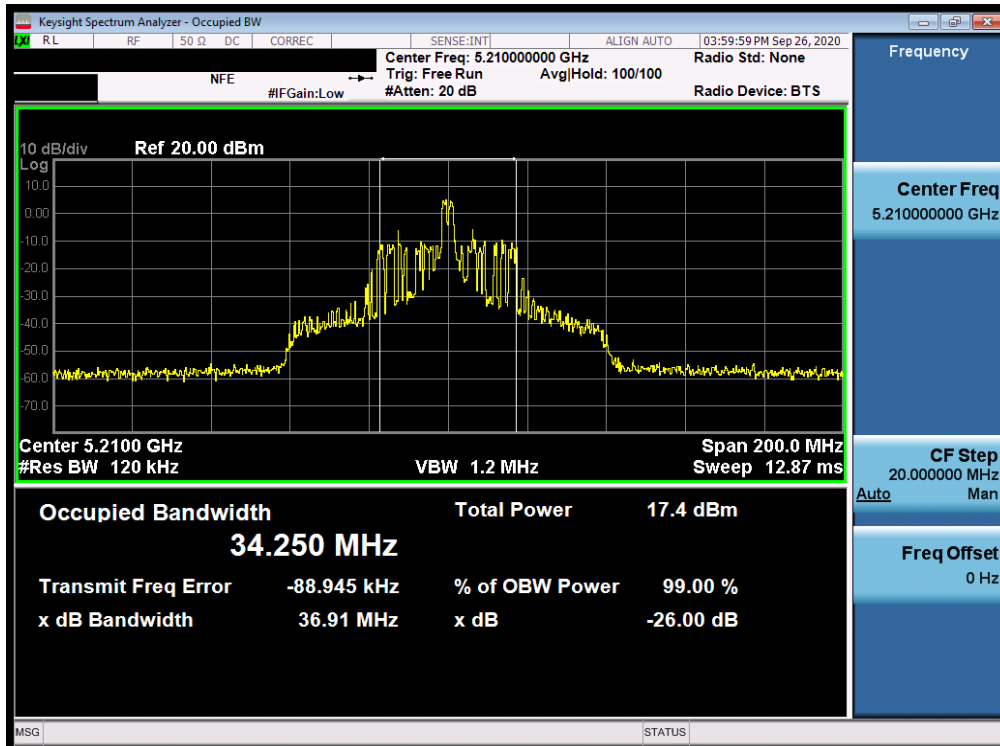 Keysight Spectrum Analyzer - Occupied BW
LXI RL RF 50 Ω DC CORREC SENSE:INT ALIGN AUTO 03:59:59 PM Sep 26, 2020
Center Freq: 5.210000000 GHz Radio Std: None
NFE Trig: Free Run Avg|Hold: 100/100
#IFGain:Low #Atten: 20 dB Radio Device: BTS
10 dB/div Ref 20.00 dBm
Log
10.0
0.00
-10.0
-20.0
-30.0
-40.0
-50.0
-60.0
-70.0
Center 5.2100 GHz Span 200.0 MHz
#Res BW 120 kHz VBW 1.2 MHz Sweep 12.87 ms
Occupied Bandwidth Total Power 17.4 dBm
34.250 MHz
Transmit Freq Error -88.945 kHz % of OBW Power 99.00 %
x dB Bandwidth 36.91 MHz x dB -26.00 dB
MSG STATUS
Frequency
Center Freq
5.210000000 GHz
CF Step
20.000000 MHz
Auto Man
Freq Offset
0 Hz